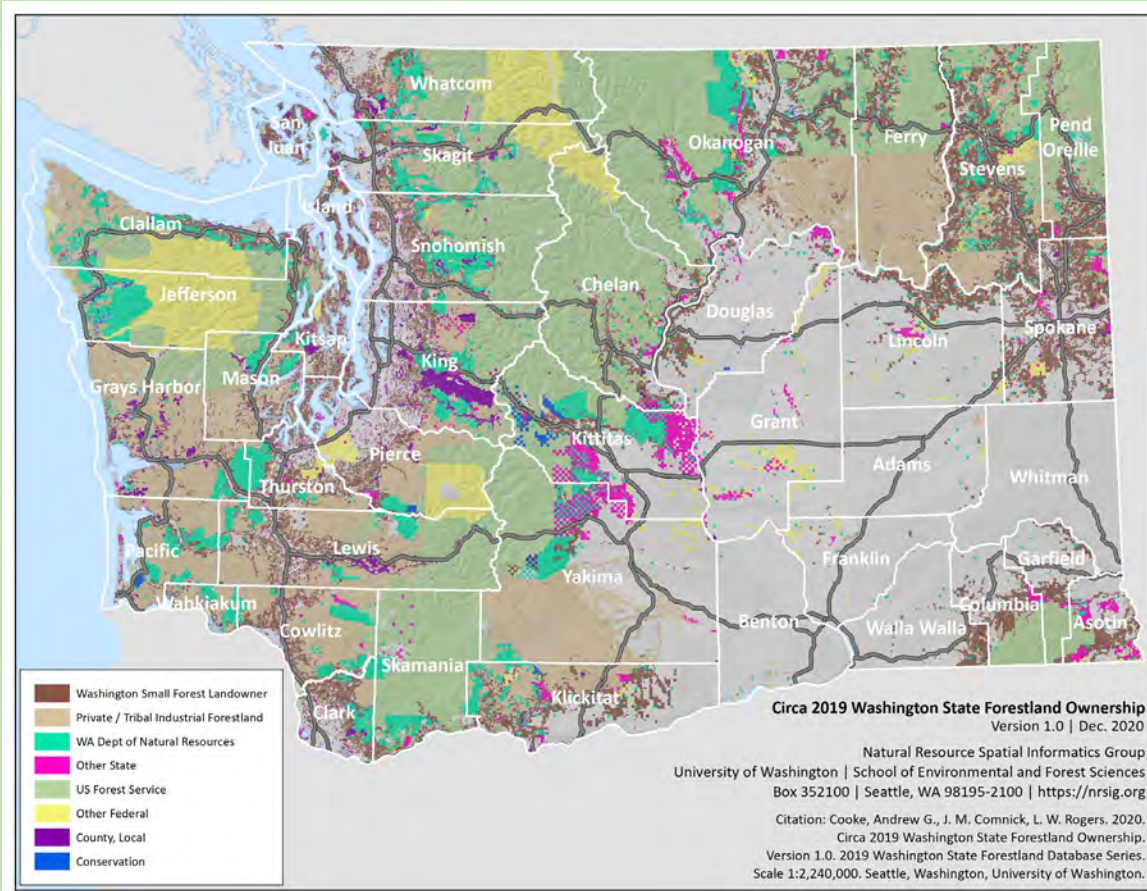 Whatcom
San
Juan
Skagit
Okanogan
Ferry
Stevens
Pend
Oreille
Island
Clallam
Snohomish
Jefferson
Chelan
Douglas
Kitsap
King
Lincoln
Spokane
Grays Harbor
Mason
Kittitas
Grant
Pierce
Adams
Whitman
Thurston
Pacific
Lewis
Yakima
Franklin
Garfield
Wahkiakum
Columbia
Asotin
Cowlitz
Benton
Walla Walla
Skamania
Clark
Klickitat
Washington Small Forest Landowner
Private / Tribal Industrial Forestland
WA Dept of Natural Resources
Other State
US Forest Service
Other Federal
County, Local
Conservation
Circa 2019 Washington State Forestland Ownership
Version 1.0 | Dec. 2020
Natural Resource Spatial Informatics Group
University of Washington | School of Environmental and Forest Sciences
Box 352100 | Seattle, WA 98195-2100 | https://nrsig.org
Citation: Cooke, Andrew G., J. M. Comnick, L. W. Rogers. 2020.
Circa 2019 Washington State Forestland Ownership.
Version 1.0. 2019 Washington State Forestland Database Series.
Scale 1:2,240,000. Seattle, Washington, University of Washington.